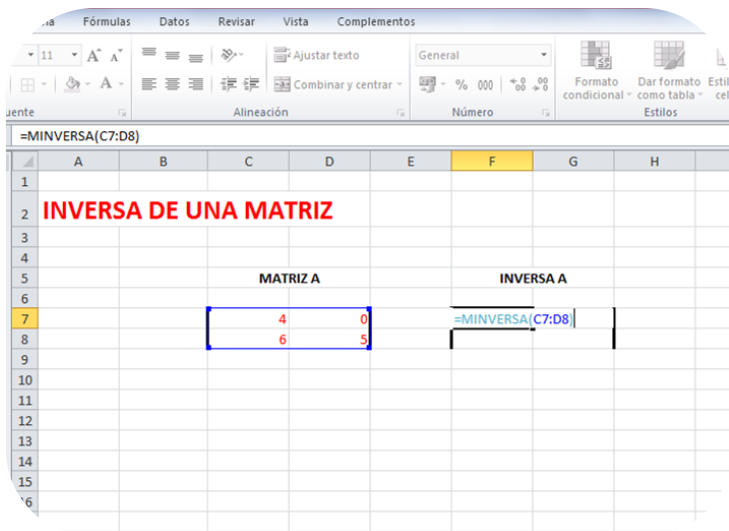 Fórmulas Datos Revisar Vista Complementos
11 A A Ajustar texto General
A Combinar y centrar % 000 Formato condicional Dar formato como tabla
Alineación Número Estilos
=MINVERSA(C7:D8)
A B C D E F G H
1
2 INVERSA DE UNA MATRIZ
3
4
5 MATRIZ A INVERSA A
6
7 4 0 =MINVERSA(C7:D8)
8 6 5
9
10
11
12
13
14
15